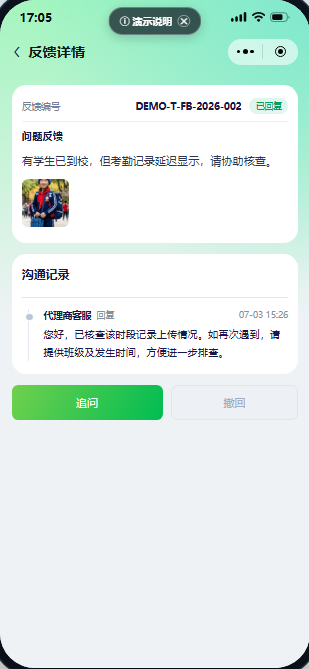 17:05
演示说明
反馈详情
反馈编号 DEMO-T-FB-2026-002 已回复
问题反馈
有学生已到校，但考勤记录延迟显示，请协助核查。
沟通记录
代理商客服 回复 07-03 15:26
您好，已核查该时段记录上传情况。如再次遇到，请
提供班级及发生时间，方便进一步排查。
追问 撤回